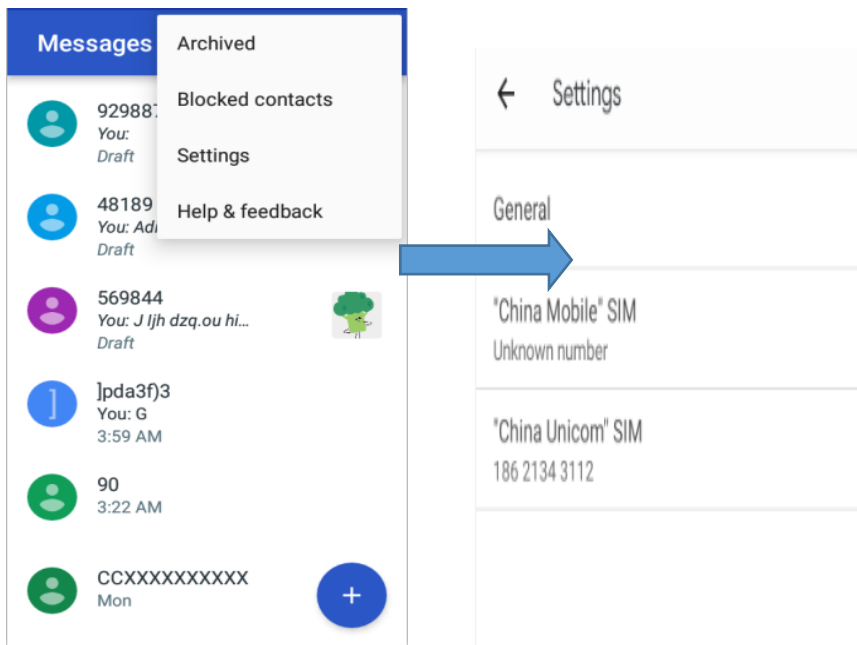 Messages
Archived
Blocked contacts
Settings
Help & feedback
92988
You:
Draft
48189
You: Ad
Draft
569844
You: J Ijh dzq.ou hi...
Draft
]
]pda3f)3
You: G
3:59 AM
90
3:22 AM
CCXXXXXXXXXX
Mon
+
Settings
General
"China Mobile" SIM
Unknown number
"China Unicom" SIM
186 2134 3112